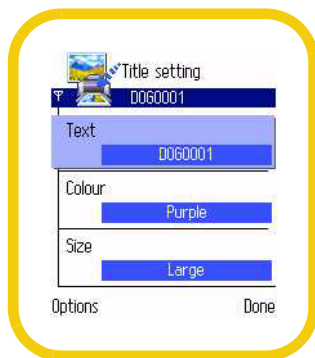 Title setting
DOG0001
Text
DOG0001
Colour
Purple
Size
Large
Options Done